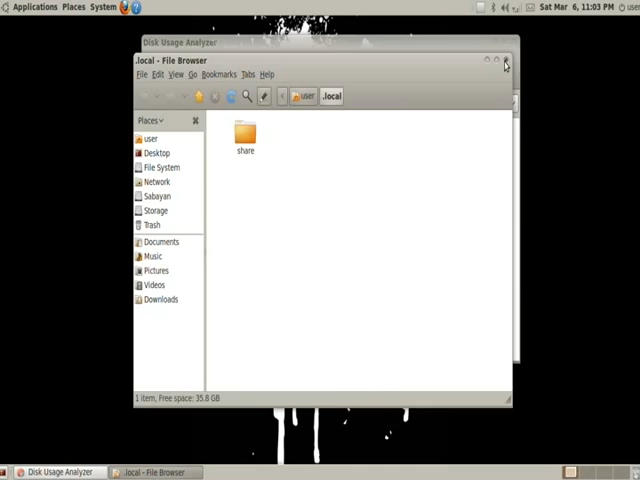 Applications Places System
Sat Mar 6, 11:03 PM user
Disk Usage Analyzer
.local - File Browser
File Edit View Go Bookmarks Tabs Help
user .local
Places
user
Desktop
File System
Network
Sabayan
Storage
Trash
Documents
Music
Pictures
Videos
Downloads
share
1 item, Free space: 35.8 GB
Disk Usage Analyzer .local - File Browser